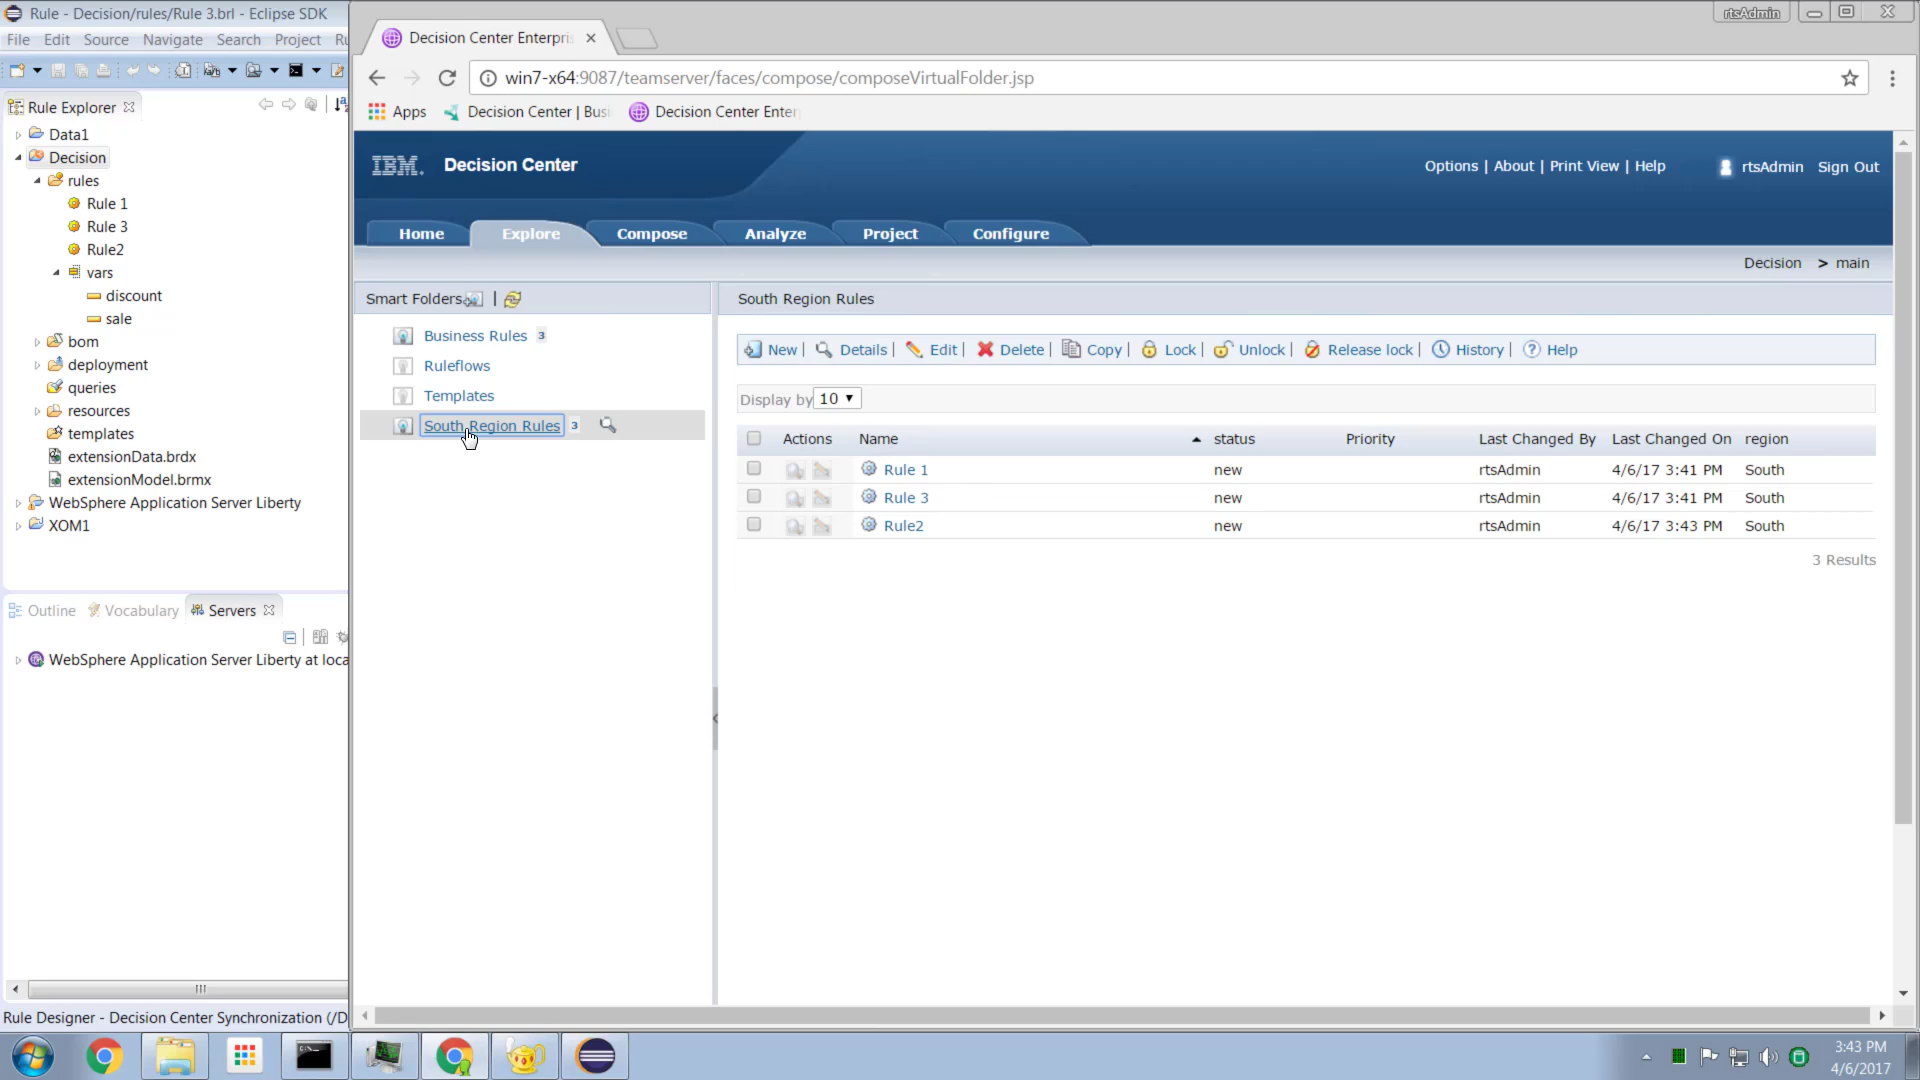 Rule - Decision/rules/Rule 3.brl - Eclipse SDK
File Edit Source Navigate Search Project Ru
Rule Explorer
Data1
Decision
rules
Rule 1
Rule 3
Rule2
vars
discount
sale
bom
deployment
queries
resources
templates
extensionData.brdx
extensionModel.brmx
WebSphere Application Server Liberty
XOM1
Outline Vocabulary Servers
WebSphere Application Server Liberty at loca
Rule Designer - Decision Center Synchronization (/D
rtsAdmin
Decision Center Enterpri
win7-x64:9087/teamserver/faces/compose/composeVirtualFolder.jsp
Apps Decision Center | Busi Decision Center Enter
IBM. Decision Center
Options | About | Print View | Help rtsAdmin Sign Out
Home Explore Compose Analyze Project Configure
Decision > main
Smart Folders |
Business Rules 3
Ruleflows
Templates
South Region Rules 3
South Region Rules
New | Details | Edit | Delete | Copy | Lock | Unlock | Release lock | History | Help
Display by 10
Actions Name status Priority Last Changed By Last Changed On region
Rule 1 new rtsAdmin 4/6/17 3:41 PM South
Rule 3 new rtsAdmin 4/6/17 3:41 PM South
Rule2 new rtsAdmin 4/6/17 3:43 PM South
3 Results
3:43 PM
4/6/2017